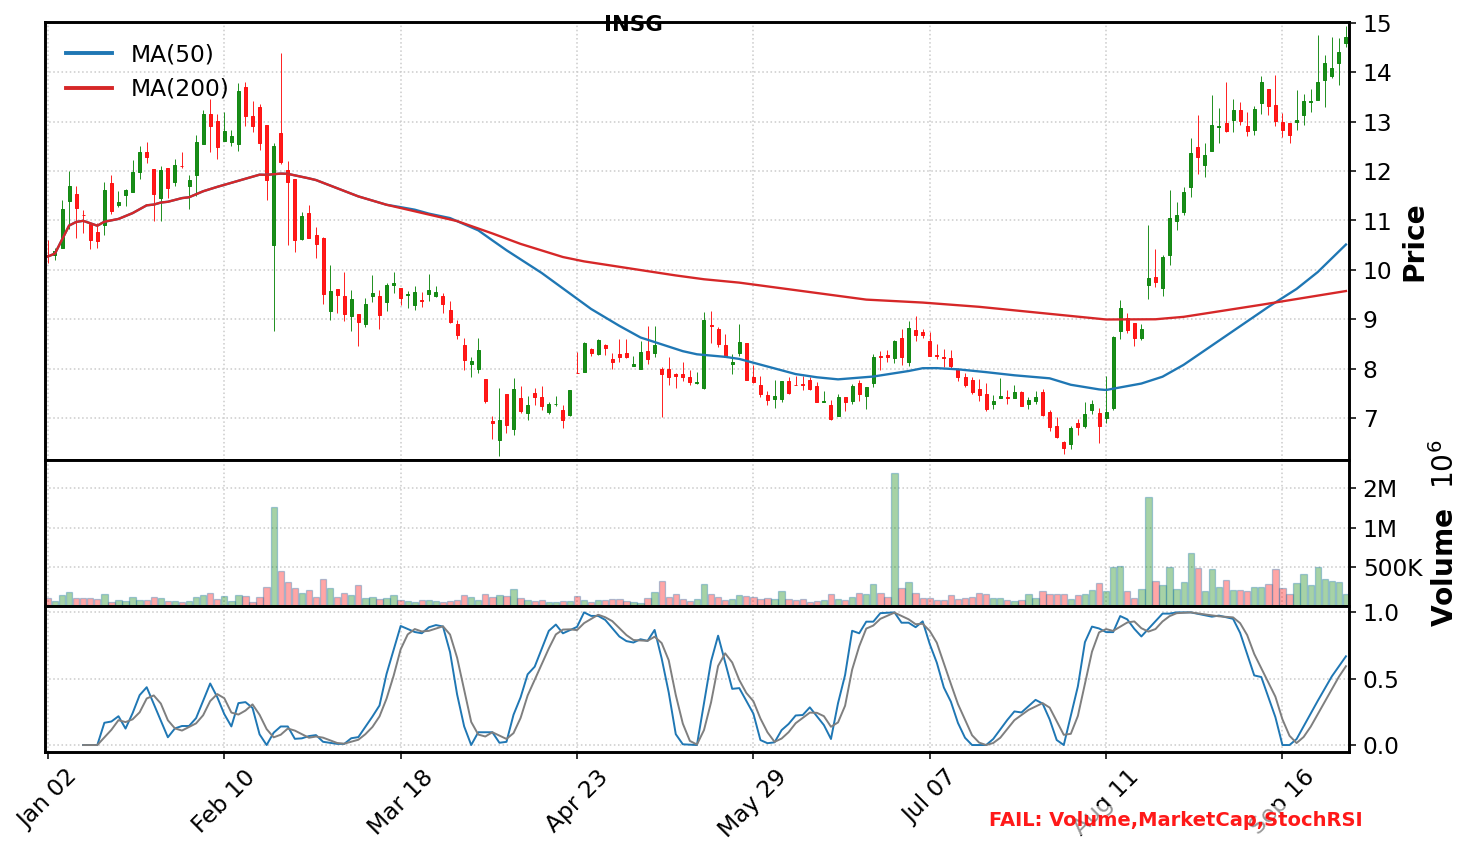 INSG
MA(50)
MA(200)
15
14
13
12
11
10
9
8
7
Price
2M
1M
500K
Volume 10^6
1.0
0.5
0.0
Jan 02
Feb 10
Mar 18
Apr 23
May 29
Jul 07
Aug 11
Sep 16
FAIL: Volume,MarketCap,StochRSI